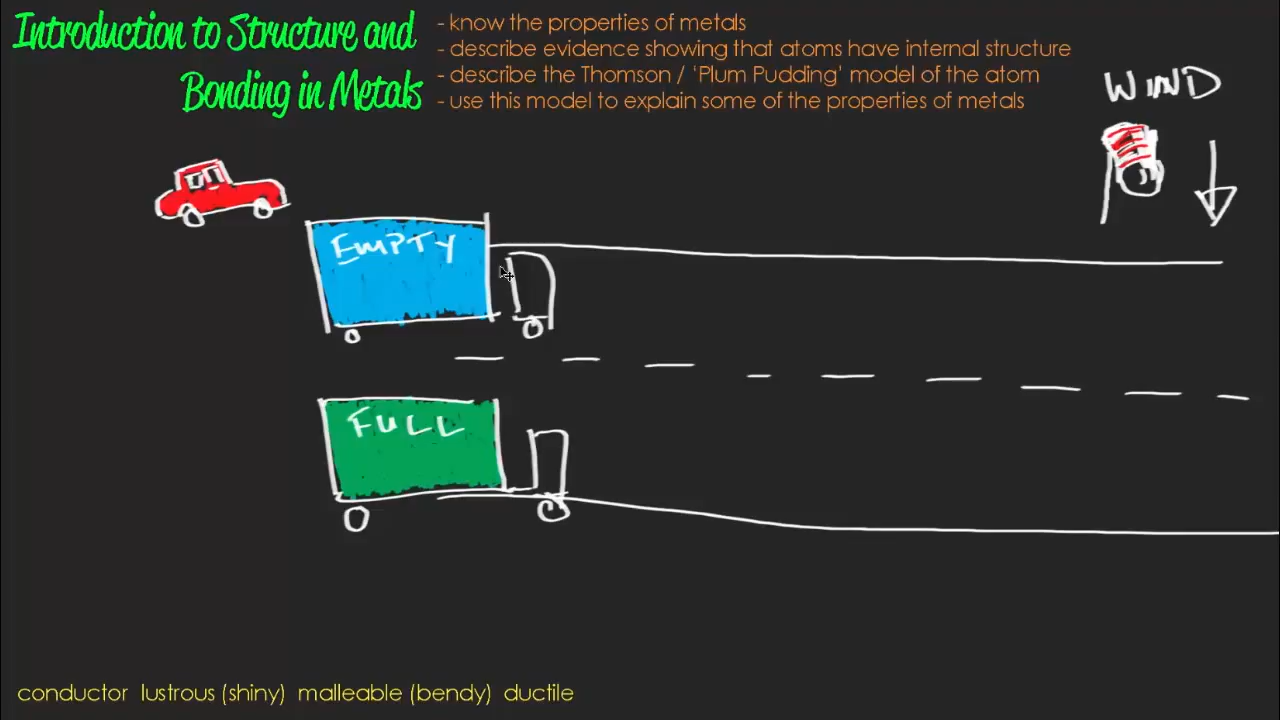 Introduction to Structure and
Bonding in Metals
- know the properties of metals
- describe evidence showing that atoms have internal structure
- describe the Thomson / 'Plum Pudding' model of the atom
- use this model to explain some of the properties of metals
WIND
EMPTY
FULL
conductor lustrous (shiny) malleable (bendy) ductile